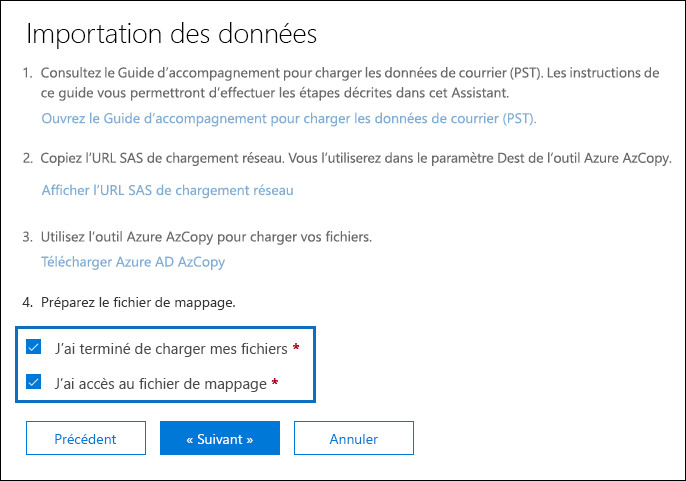 Importation des données
1. Consultez le Guide d'accompagnement pour charger les données de courrier (PST). Les instructions de
ce guide vous permettront d'effectuer les étapes décrites dans cet Assistant.
Ouvrez le Guide d'accompagnement pour charger les données de courrier (PST).
2. Copiez l'URL SAS de chargement réseau. Vous l'utiliserez dans le paramètre Dest de l'outil Azure AzCopy.
Afficher l'URL SAS de chargement réseau
3. Utilisez l'outil Azure AzCopy pour charger vos fichiers.
Télécharger Azure AD AzCopy
4. Préparez le fichier de mappage.
J'ai terminé de charger mes fichiers *
J'ai accès au fichier de mappage *
Précédent
« Suivant »
Annuler